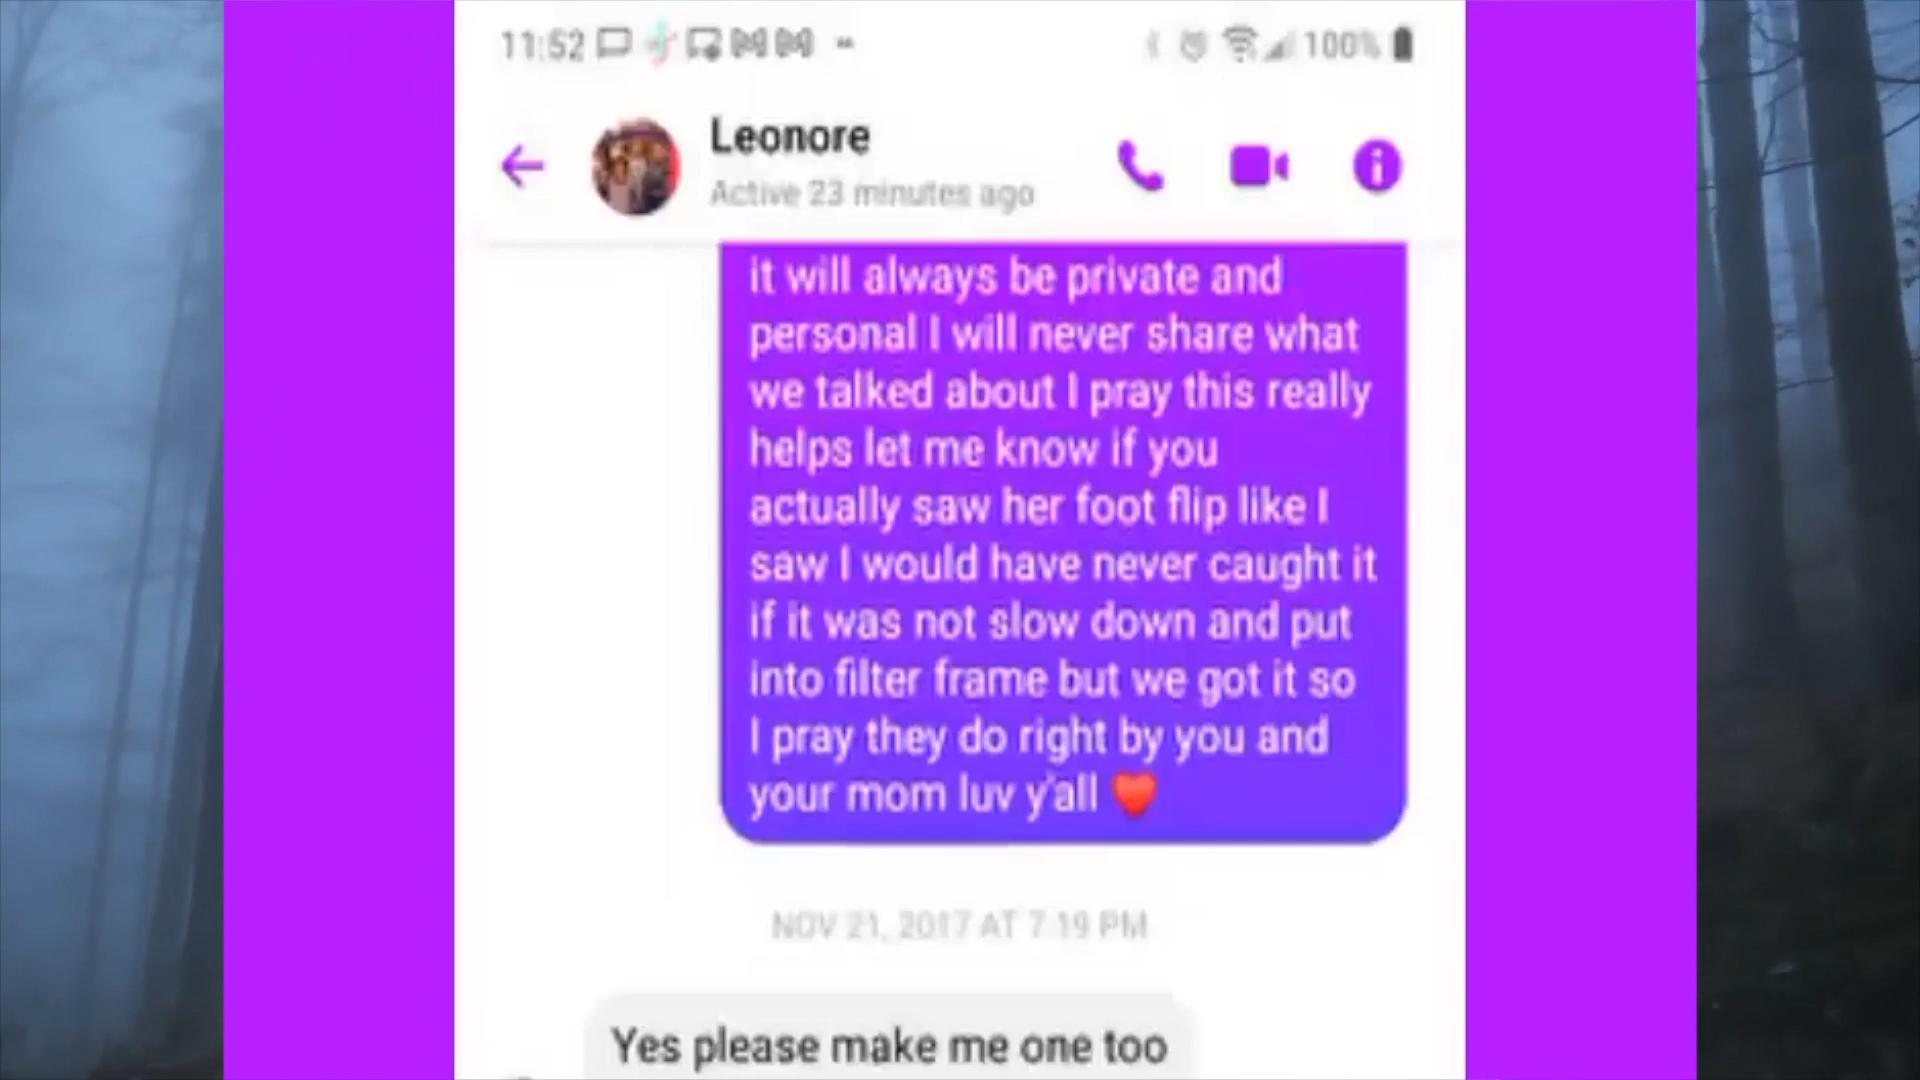 11:52
100%
Leonore
Active 23 minutes ago
it will always be private and
personal I will never share what
we talked about I pray this really
helps let me know if you
actually saw her foot flip like I
saw I would have never caught it
if it was not slow down and put
into filter frame but we got it so
I pray they do right by you and
your mom luv y'all ❤️
NOV 21, 2017 AT 7:19 PM
Yes please make me one too